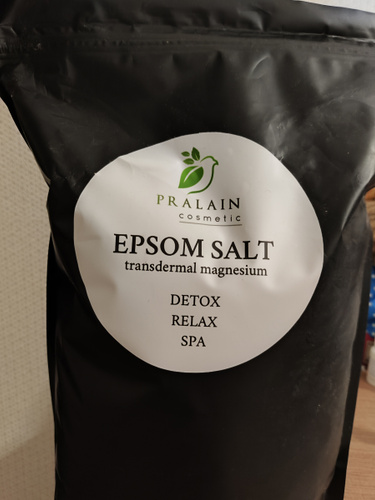 PRALAIN
cosmetic
EPSOM SALT
transdermal magnesium
DETOX
RELAX
SPA